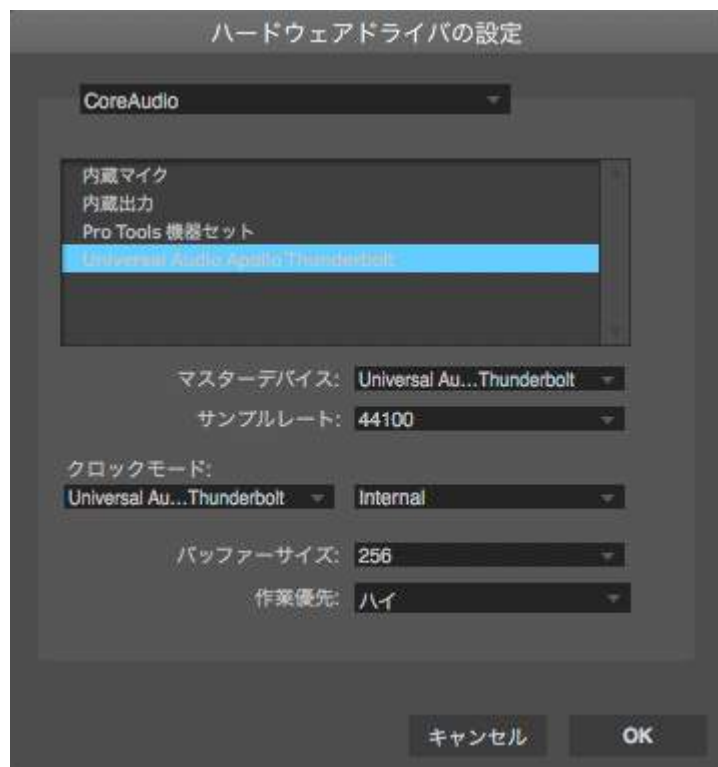 ハードウェアドライバの設定
CoreAudio
内蔵マイク
内蔵出力
Pro Tools 機器セット
Universal Audio Apollo Thunderbolt
マスターデバイス: Universal Au...Thunderbolt
サンプルレート: 44100
クロックモード:
Universal Au...Thunderbolt Internal
バッファーサイズ: 256
作業優先: ハイ
キャンセル OK